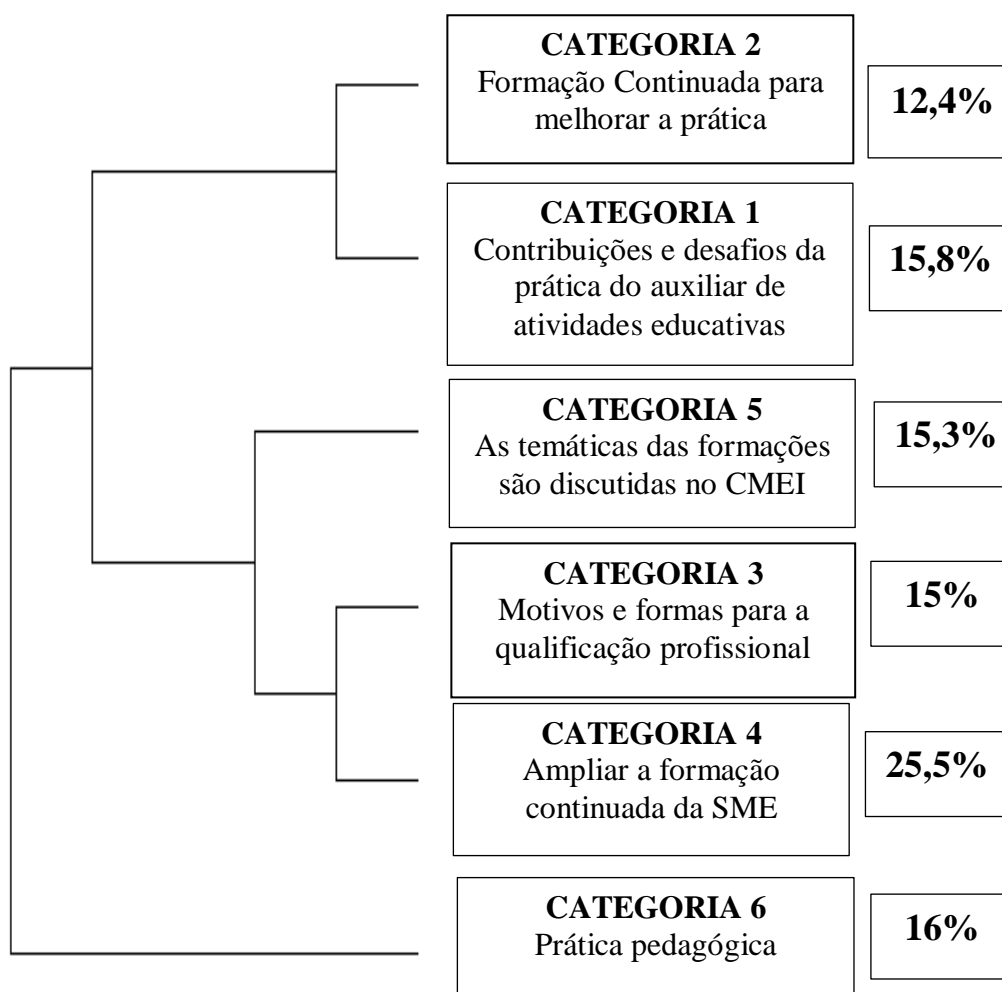 CATEGORIA 2
Formação Continuada para
melhorar a prática
12,4%
CATEGORIA 1
Contribuições e desafios da
prática do auxiliar de
atividades educativas
15,8%
CATEGORIA 5
As temáticas das formações
são discutidas no CMEI
15,3%
CATEGORIA 3
Motivos e formas para a
qualificação profissional
15%
CATEGORIA 4
Ampliar a formação
continuada da SME
25,5%
CATEGORIA 6
Prática pedagógica
16%